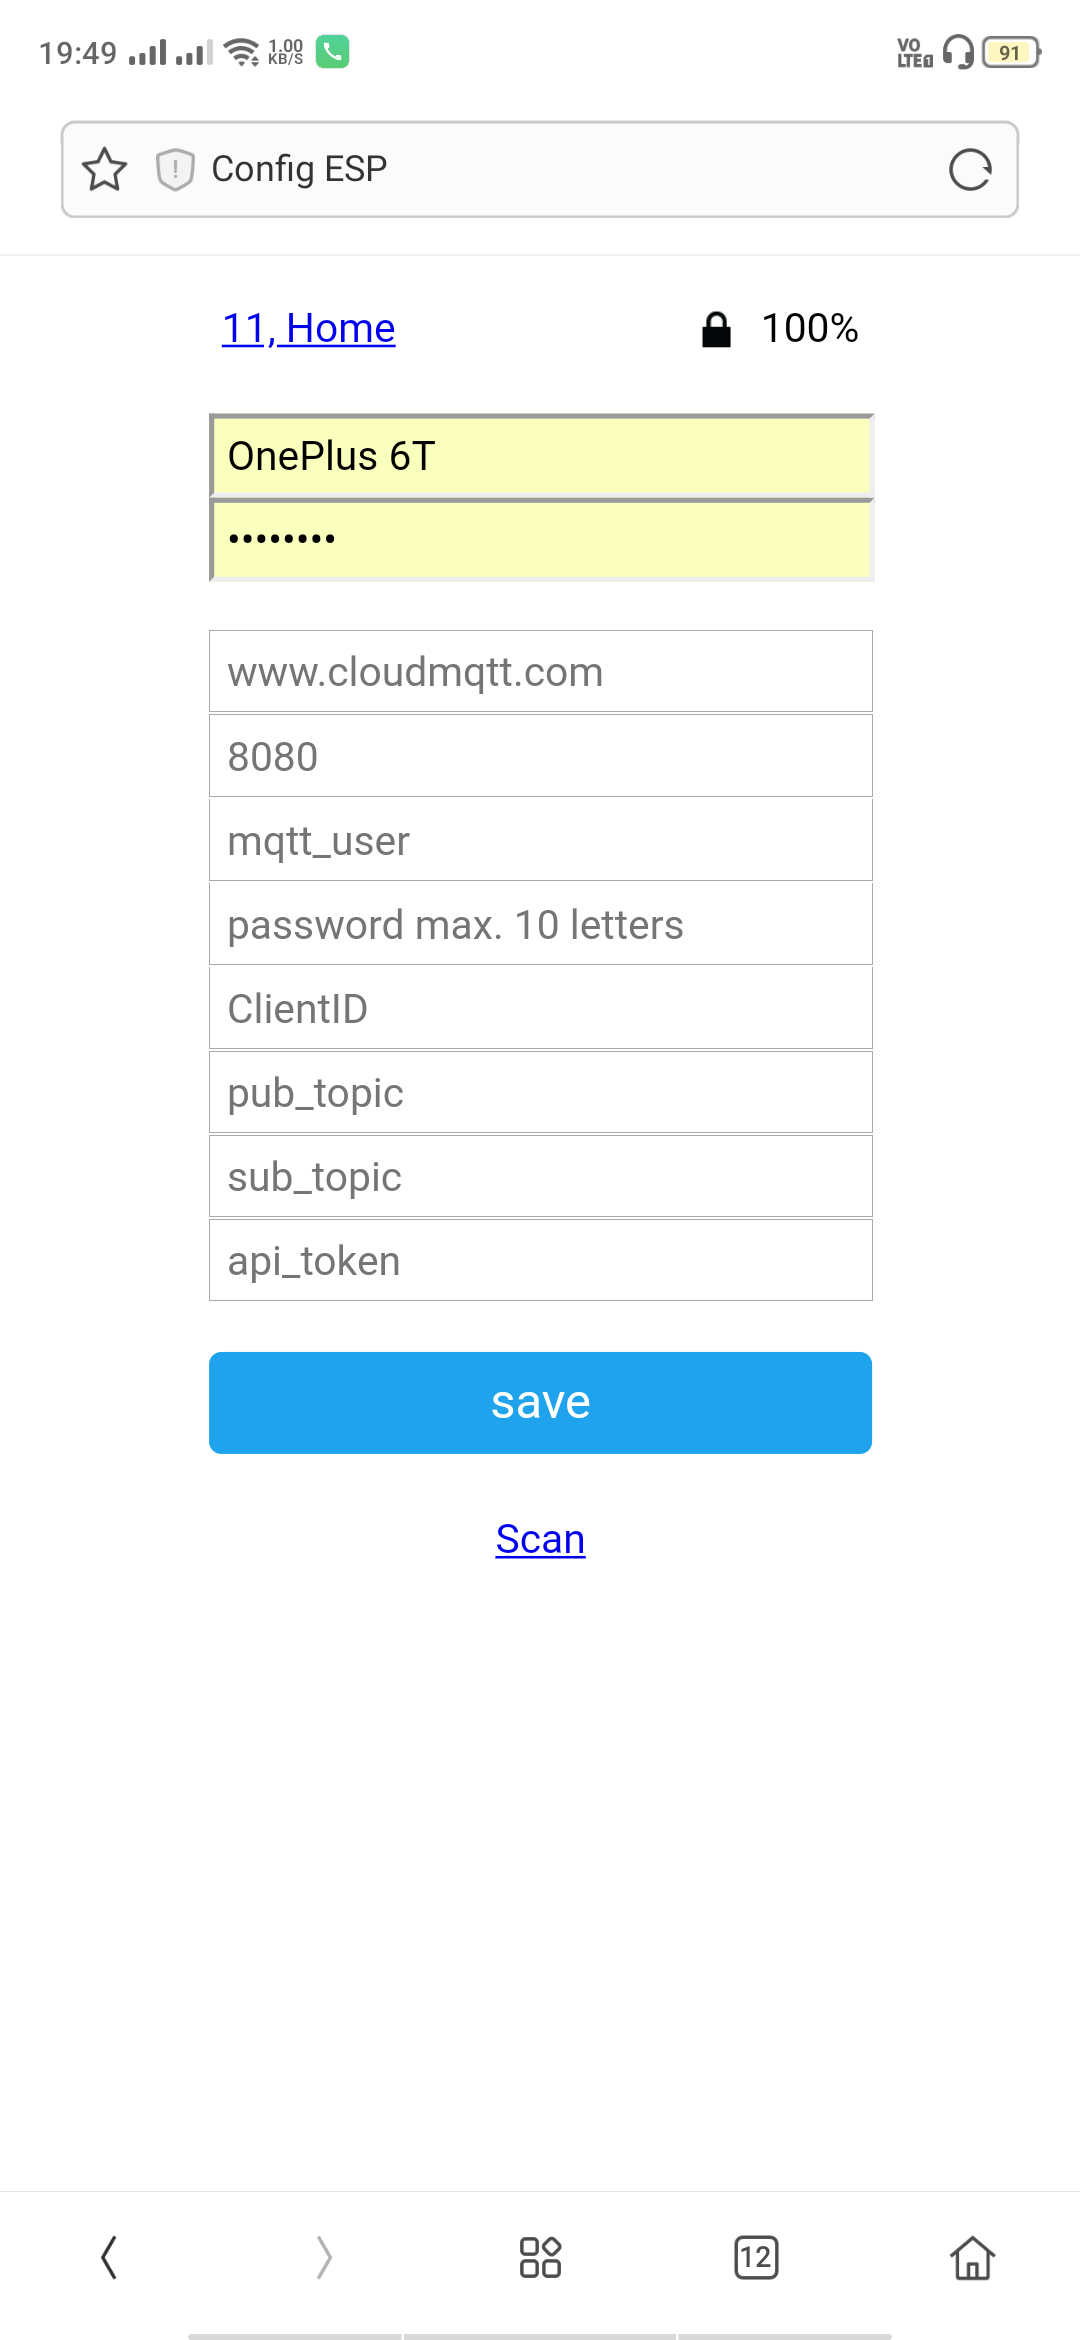 19:49 1.00 KB/S VO LTE1 91
Config ESP
11, Home 100%
OnePlus 6T
••••••••
www.cloudmqtt.com
8080
mqtt_user
password max. 10 letters
ClientID
pub_topic
sub_topic
api_token
save
Scan
12